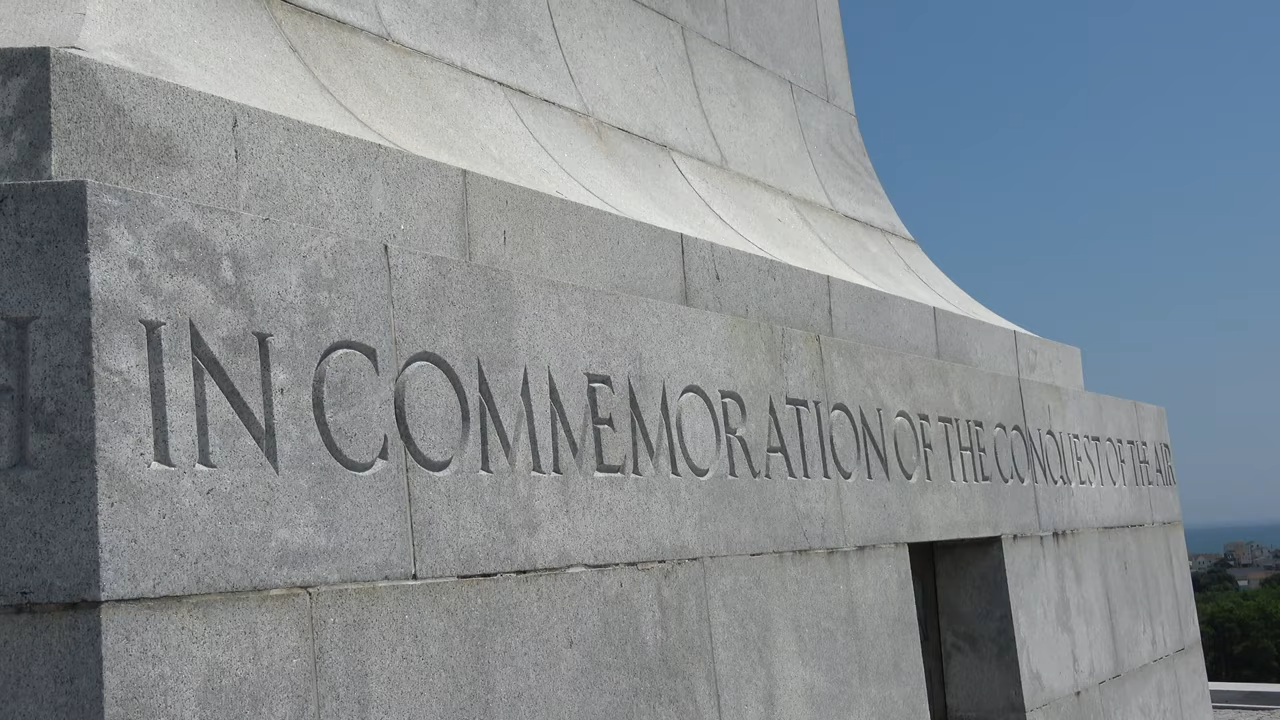 IN COMMEMORATION OF THE CONQUEST OF THE AIR